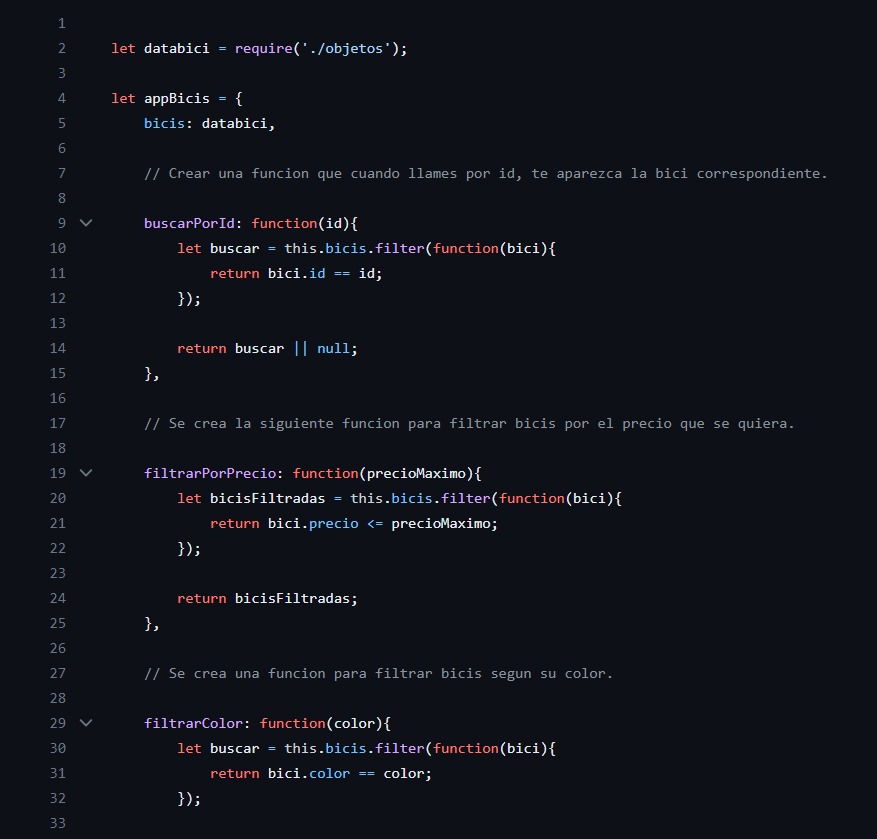 1
2 let databici = require('./objetos');
3
4 let appBicis = {
5 bicis: databici,
6
7 // Crear una funcion que cuando llames por id, te aparezca la bici correspondiente.
8
9 buscarPorId: function(id){
10 let buscar = this.bicis.filter(function(bici){
11 return bici.id == id;
12 });
13
14 return buscar || null;
15 },
16
17 // Se crea la siguiente funcion para filtrar bicis por el precio que se quiera.
18
19 filtrarPorPrecio: function(precioMaximo){
20 let bicisFiltradas = this.bicis.filter(function(bici){
21 return bici.precio <= precioMaximo;
22 });
23
24 return bicisFiltradas;
25 },
26
27 // Se crea una funcion para filtrar bicis segun su color.
28
29 filtrarColor: function(color){
30 let buscar = this.bicis.filter(function(bici){
31 return bici.color == color;
32 });
33